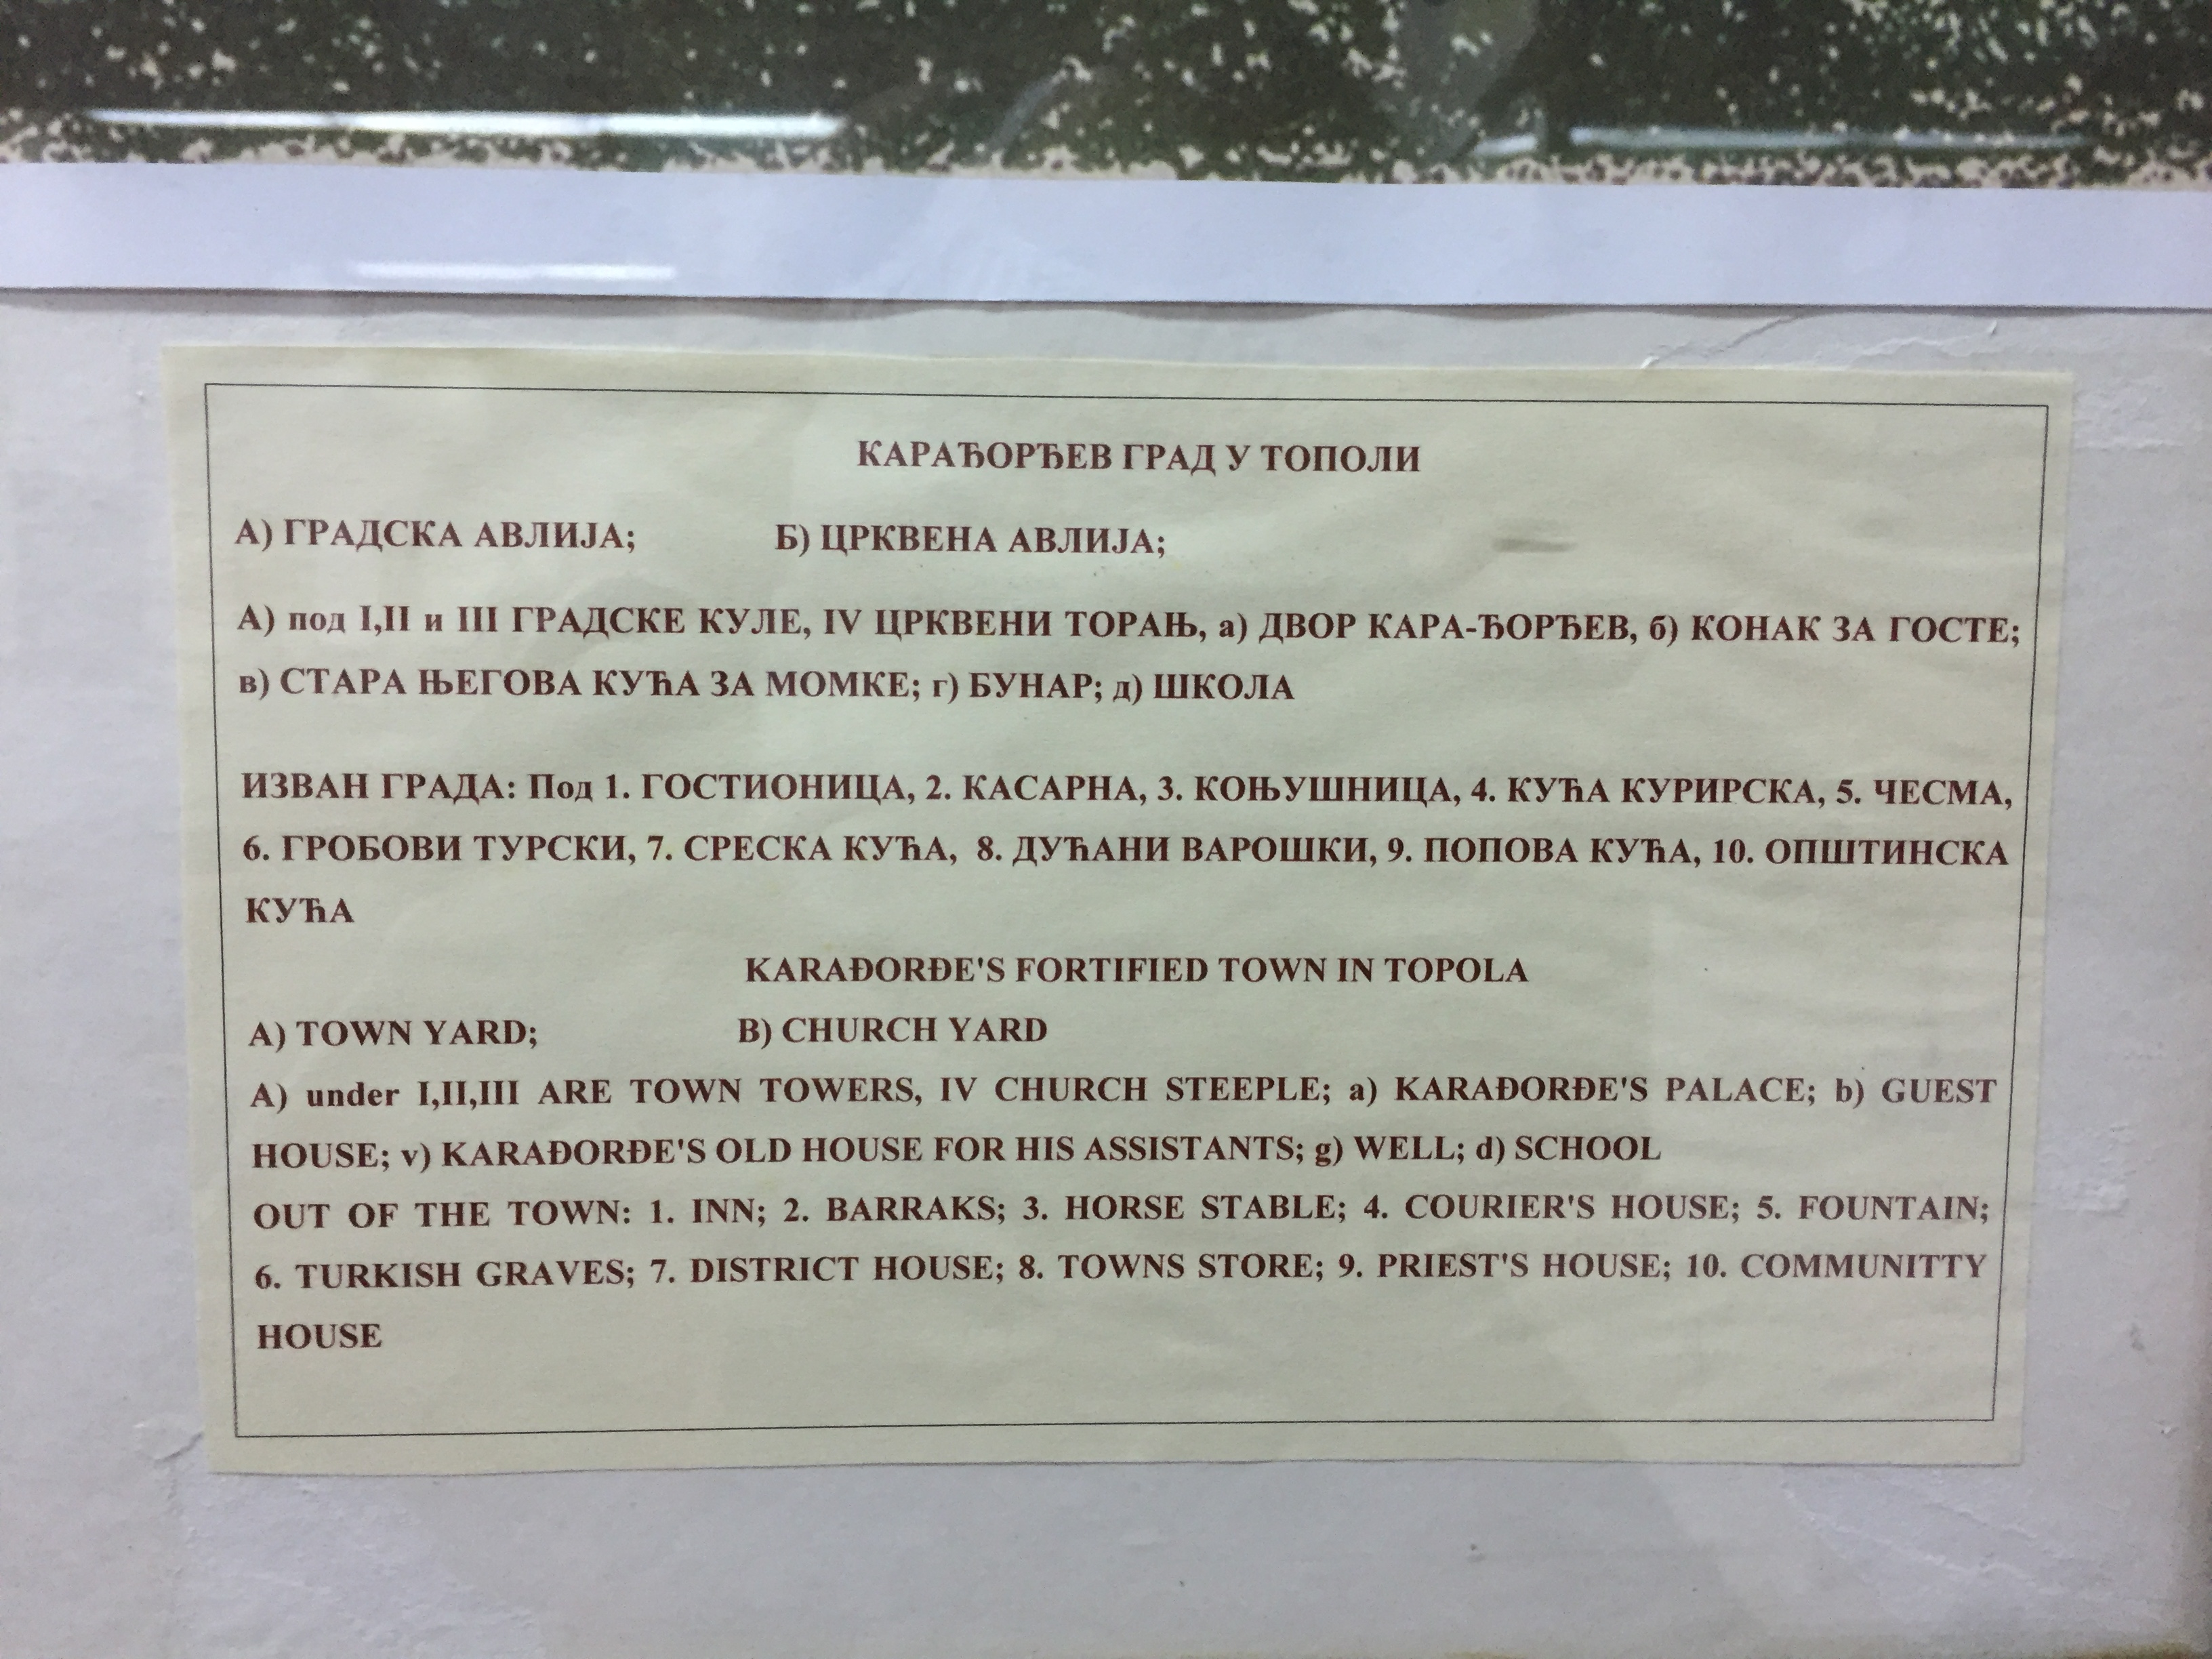 КАРАЂОРЂЕВ ГРАД У ТОПОЛИ
А) ГРАДСКА АВЛИЈА; Б) ЦРКВЕНА АВЛИЈА;
А) под I,II и III ГРАДСКЕ КУЛЕ, IV ЦРКВЕНИ ТОРАЊ, а) ДВОР КАРА-ЂОРЂЕВ, б) КОНАК ЗА ГОСТЕ;
в) СТАРА ЊЕГОВА КУЋА ЗА МОМКЕ; г) БУНАР; д) ШКОЛА
ИЗВАН ГРАДА: Под 1. ГОСТИОНИЦА, 2. КАСАРНА, 3. КОЊУШНИЦА, 4. КУЋА КУРИРСКА, 5. ЧЕСМА,
6. ГРОБОВИ ТУРСКИ, 7. СРЕСКА КУЋА, 8. ДУЋАНИ ВАРОШКИ, 9. ПОПОВА КУЋА, 10. ОПШТИНСКА
КУЋА
KARAĐORĐE'S FORTIFIED TOWN IN TOPOLA
A) TOWN YARD; B) CHURCH YARD
A) under I,II,III ARE TOWN TOWERS, IV CHURCH STEEPLE; a) KARAĐORĐE'S PALACE; b) GUEST
HOUSE; v) KARAĐORĐE'S OLD HOUSE FOR HIS ASSISTANTS; g) WELL; d) SCHOOL
OUT OF THE TOWN: 1. INN; 2. BARRAKS; 3. HORSE STABLE; 4. COURIER'S HOUSE; 5. FOUNTAIN;
6. TURKISH GRAVES; 7. DISTRICT HOUSE; 8. TOWNS STORE; 9. PRIEST'S HOUSE; 10. COMMUNITTY
HOUSE